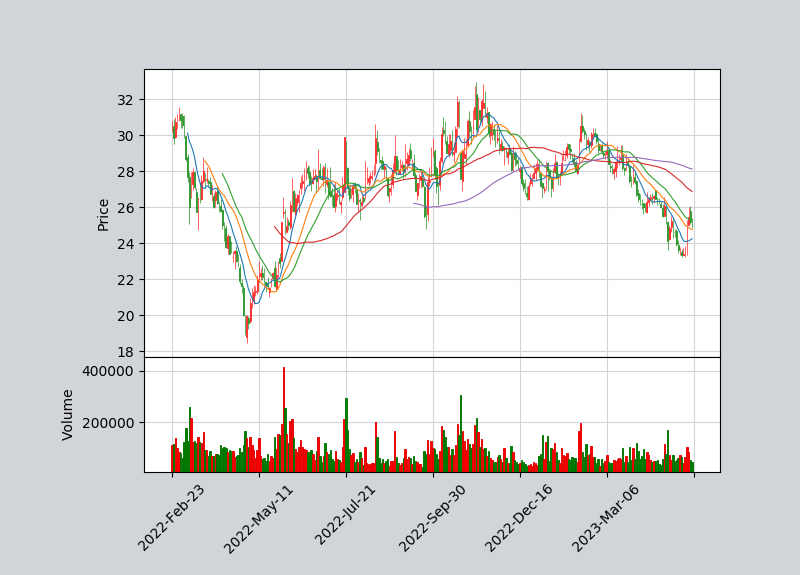 Price
32
30
28
26
24
22
20
18
Volume
400000
200000
2022-Feb-23
2022-May-11
2022-Jul-21
2022-Sep-30
2022-Dec-16
2023-Mar-06